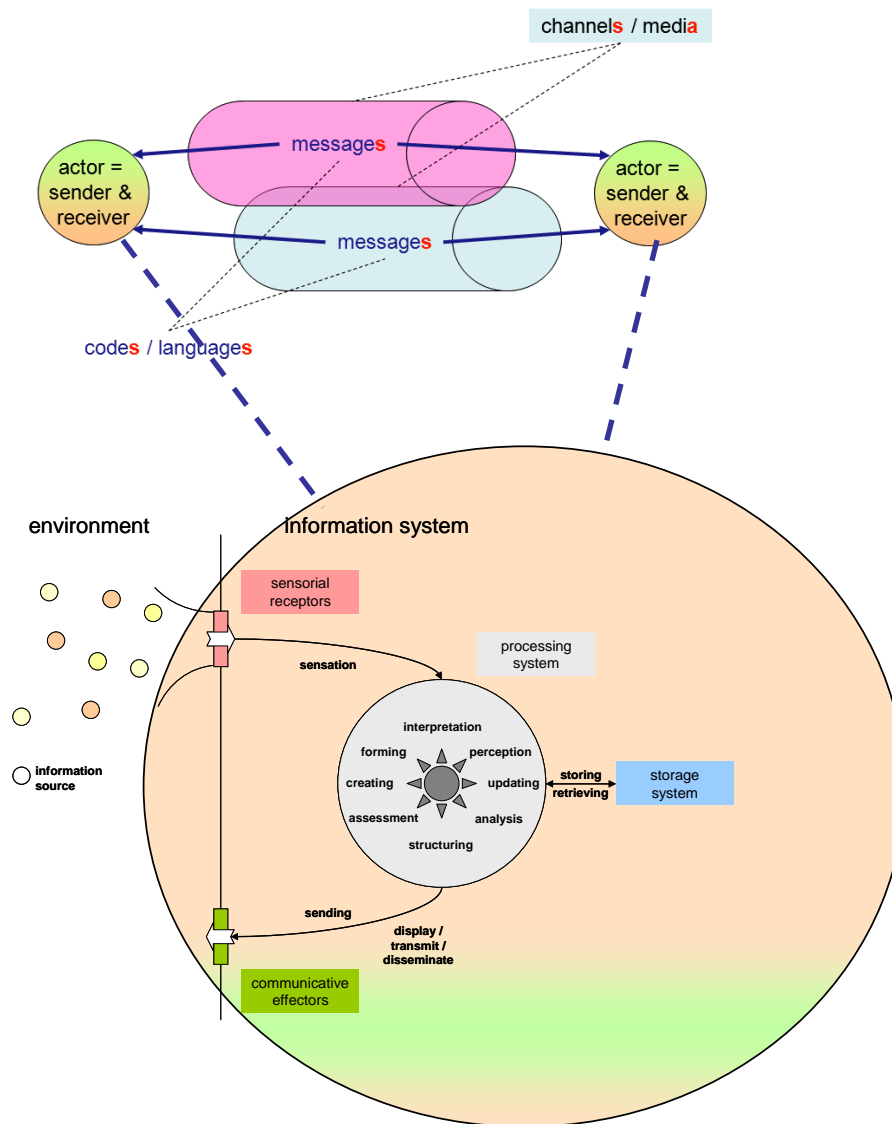 channels / media
messages
actor =
sender &
receiver
actor =
sender &
receiver
messages
codes / languages
environment
information system
sensorial
receptors
processing
system
sensation
interpretation
forming
perception
creating
updating
assessment
analysis
structuring
storing
retrieving
storage
system
information
source
sending
display /
transmit /
disseminate
communicative
effectors